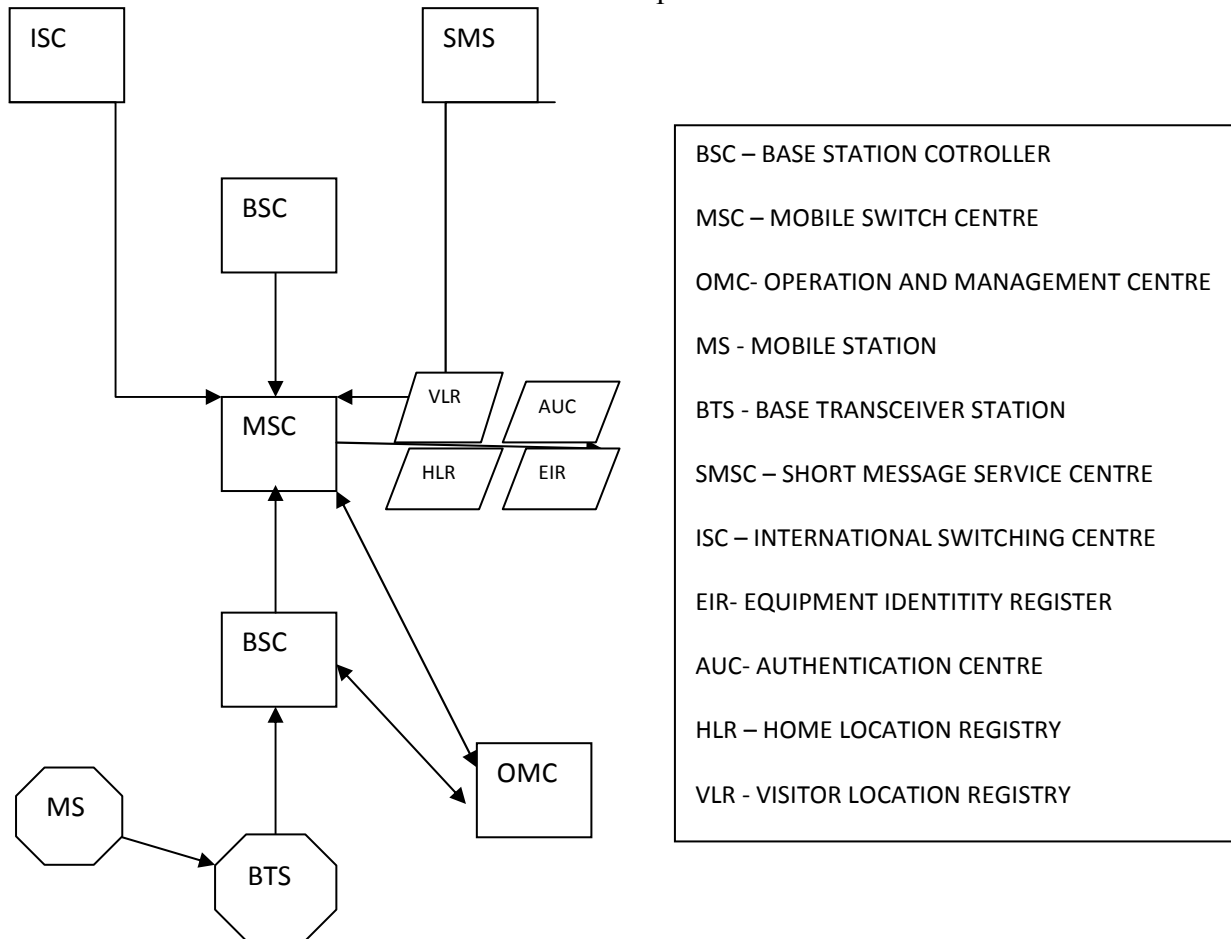 ISC
SMS
BSC
MSC
VLR
AUC
HLR
EIR
BSC
OMC
MS
BTS
BSC – BASE STATION COTROLLER
MSC – MOBILE SWITCH CENTRE
OMC- OPERATION AND MANAGEMENT CENTRE
MS - MOBILE STATION
BTS - BASE TRANSCEIVER STATION
SMSC – SHORT MESSAGE SERVICE CENTRE
ISC – INTERNATIONAL SWITCHING CENTRE
EIR- EQUIPMENT IDENTITITY REGISTER
AUC- AUTHENTICATION CENTRE
HLR – HOME LOCATION REGISTRY
VLR - VISITOR LOCATION REGISTRY